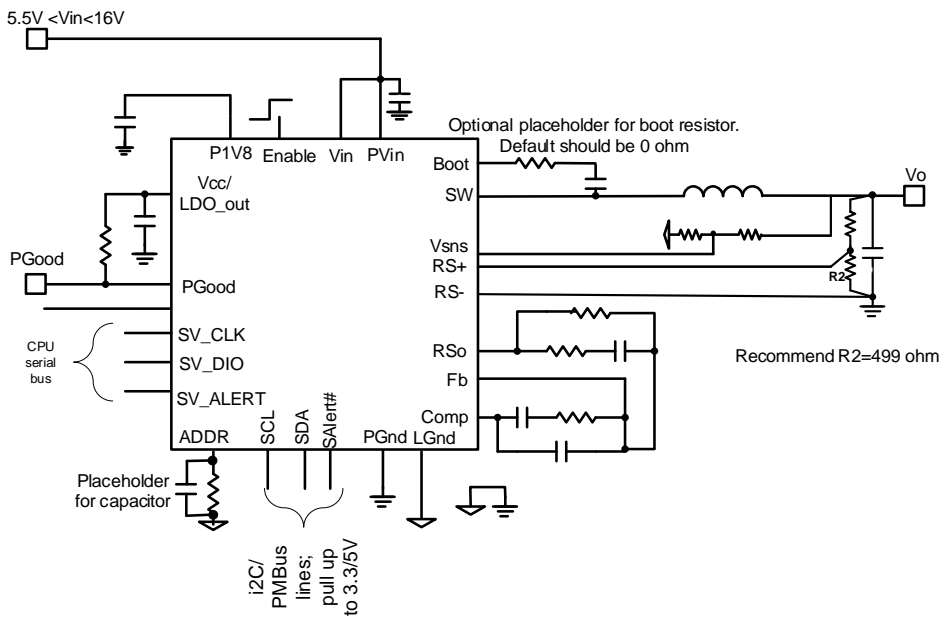 5.5V <Vin<16V
Optional placeholder for boot resistor.
Default should be 0 ohm
P1V8
Enable
Vin
PVin
Boot
Vcc/
LDO_out
SW
Vo
PGood
Vsns
RS+
RS-
R2
PGood
CPU
serial
bus
SV_CLK
SV_DIO
SV_ALERT
RSo
Recommend R2=499 ohm
Fb
Comp
ADDR
SCL
SDA
SAlert#
PGnd
LGnd
Placeholder
for capacitor
i2C/
PMBus
lines;
pull up
to 3.3/5V